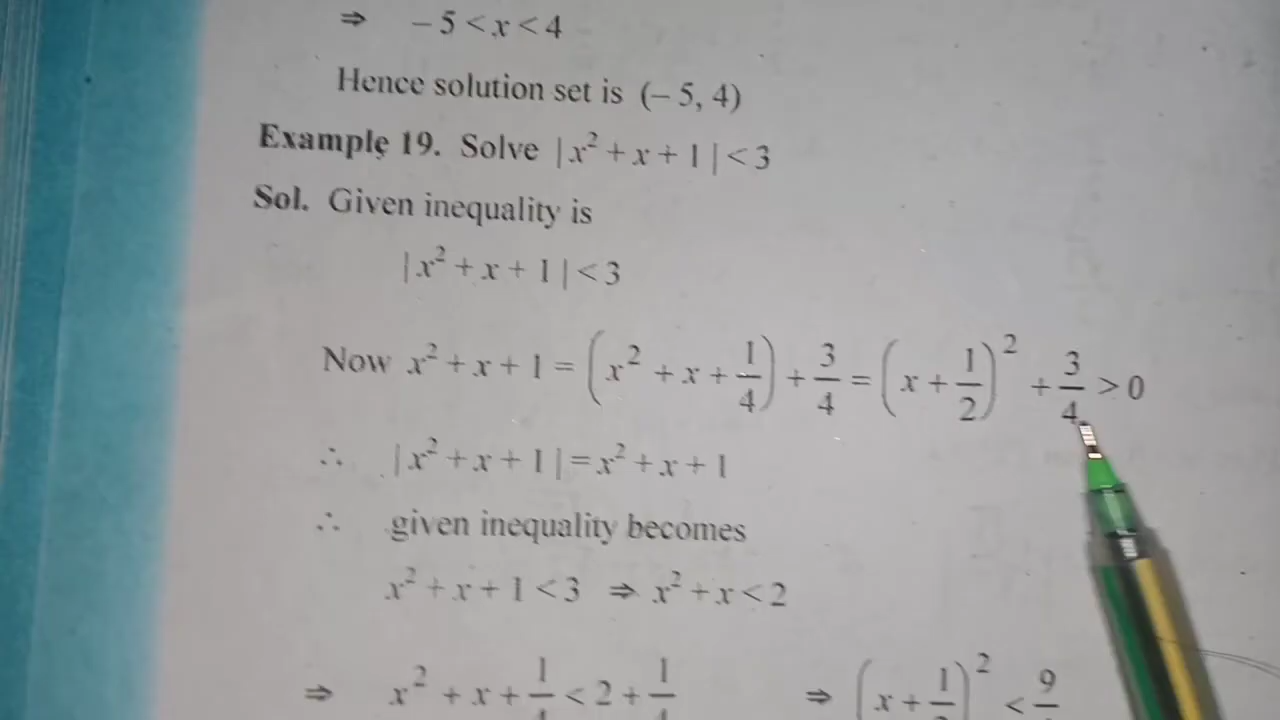 ⇒ – 5 < x < 4
Hence solution set is (– 5, 4)
Example 19. Solve | x² + x + 1 | < 3
Sol. Given inequality is
| x² + x + 1 | < 3
Now x² + x + 1 = (x² + x + 1/4) + 3/4 = (x + 1/2)² + 3/4 > 0
∴ | x² + x + 1 | = x² + x + 1
∴ given inequality becomes
x² + x + 1 < 3 ⇒ x² + x < 2
⇒ x² + x + 1/4 < 2 + 1/4 ⇒ (x + 1/2)² < 9